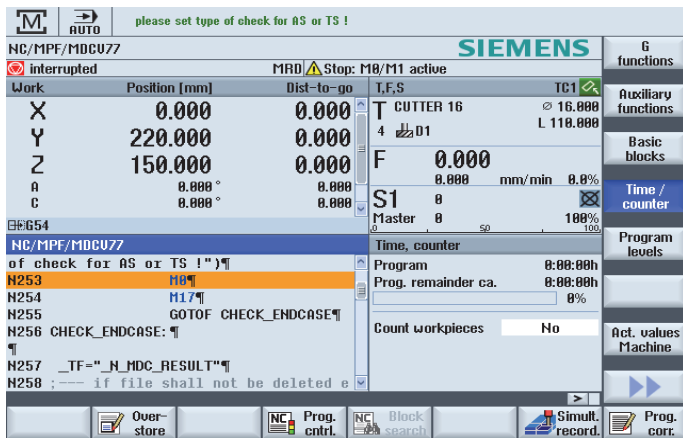 M
AUTO
please set type of check for AS or TS !
NC/MPF/MDCU77
SIEMENS
interrupted
MRD Stop: M0/M1 active
Work Position [mm] Dist-to-go
X 0.000 0.000
Y 220.000 0.000
Z 150.000 0.000
A 0.000 ° 0.000
C 0.000 ° 0.000
G54
T,F,S TC1
T CUTTER 16 ⌀ 16.000
4 D1 L 110.000
F 0.000
0.000 mm/min 0.0%
S1 0
Master 0 100%
0 50 100
NC/MPF/MDCU77
of check for AS or TS !")¶
N253 M0¶
N254 M17¶
N255 GOTOF CHECK_ENDCASE¶
N256 CHECK_ENDCASE: ¶
¶
N257 _TF="_N_MDC_RESULT"¶
N258 ;--- if file shall not be deleted e
Time, counter
Program 0:00:00h
Prog. remainder ca. 0:00:00h
0%
Count workpieces No
G
functions
Auxiliary
functions
Basic
blocks
Time /
counter
Program
levels
Act. values
Machine
>
Over-
store
NC Prog.
cntrl.
NC Block
search
Simult.
record.
Prog.
corr.